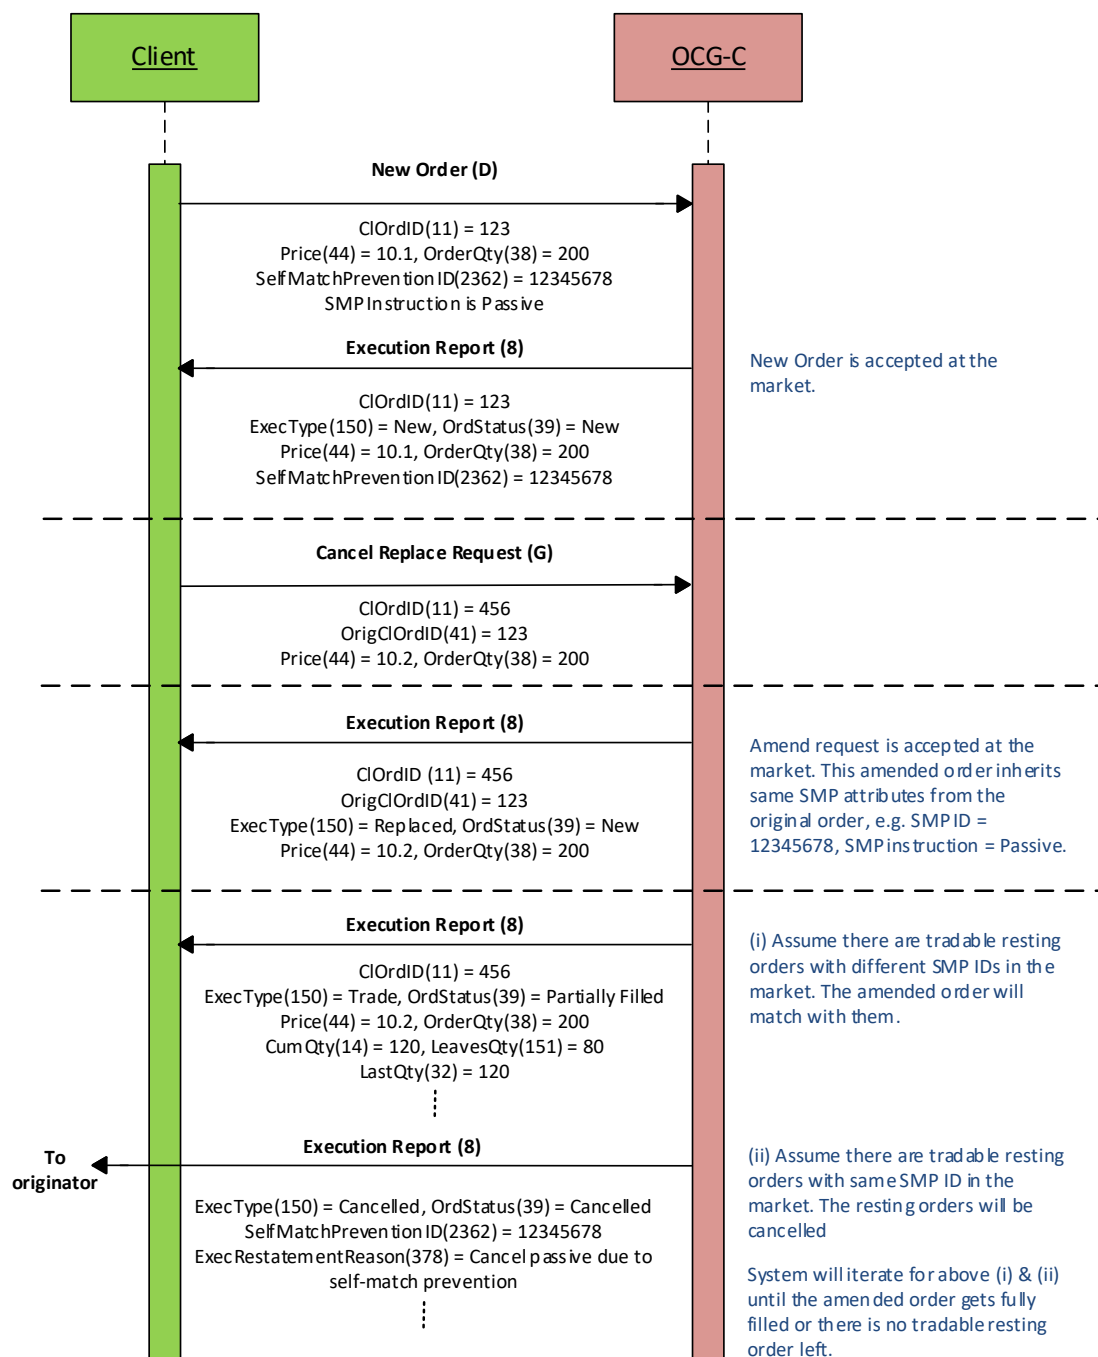 Client
OCG-C
New Order (D)
ClOrdID(11) = 123
Price(44) = 10.1, OrderQty(38) = 200
SelfMatchPreventionID(2362) = 12345678
SMPInstruction is Passive
Execution Report (8)
New Order is accepted at the
market.
ClOrdID(11) = 123
ExecType(150) = New, OrdStatus(39) = New
Price(44) = 10.1, OrderQty(38) = 200
SelfMatchPreventionID(2362) = 12345678
Cancel Replace Request (G)
ClOrdID(11) = 456
OrigClOrdID(41) = 123
Price(44) = 10.2, OrderQty(38) = 200
Execution Report (8)
ClOrdID (11) = 456
OrigClOrdID(41) = 123
ExecType(150) = Replaced, OrdStatus(39) = New
Price(44) = 10.2, OrderQty(38) = 200
Amend request is accepted at the
market. This amended order inherits
same SMP attributes from the
original order, e.g. SMP ID =
12345678, SMP instruction = Passive.
Execution Report (8)
ClOrdID(11) = 456
ExecType(150) = Trade, OrdStatus(39) = Partially Filled
Price(44) = 10.2, OrderQty(38) = 200
CumQty(14) = 120, LeavesQty(151) = 80
LastQty(32) = 120
(i) Assume there are tradable resting
orders with different SMP IDs in the
market. The amended order will
match with them.
Execution Report (8)
To
originator
ExecType(150) = Cancelled, OrdStatus(39) = Cancelled
SelfMatchPreventionID(2362) = 12345678
ExecRestatementReason(378) = Cancel passive due to
self-match prevention
(ii) Assume there are tradable resting
orders with same SMP ID in the
market. The resting orders will be
cancelled
System will iterate for above (i) & (ii)
until the amended order gets fully
filled or there is no tradable resting
order left.